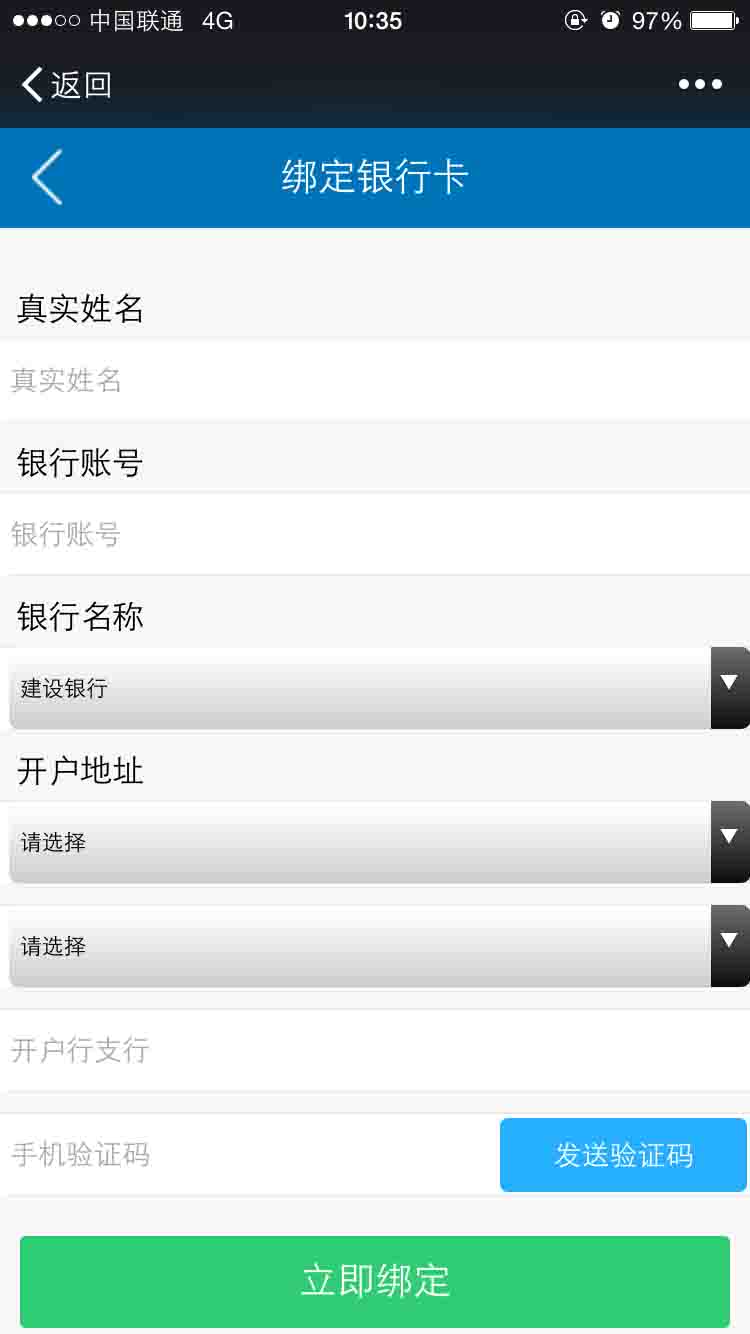 中国联通 4G 10:35 97%
返回
绑定银行卡
真实姓名
真实姓名
银行账号
银行账号
银行名称
建设银行
开户地址
请选择
请选择
开户行支行
手机验证码 发送验证码
立即绑定